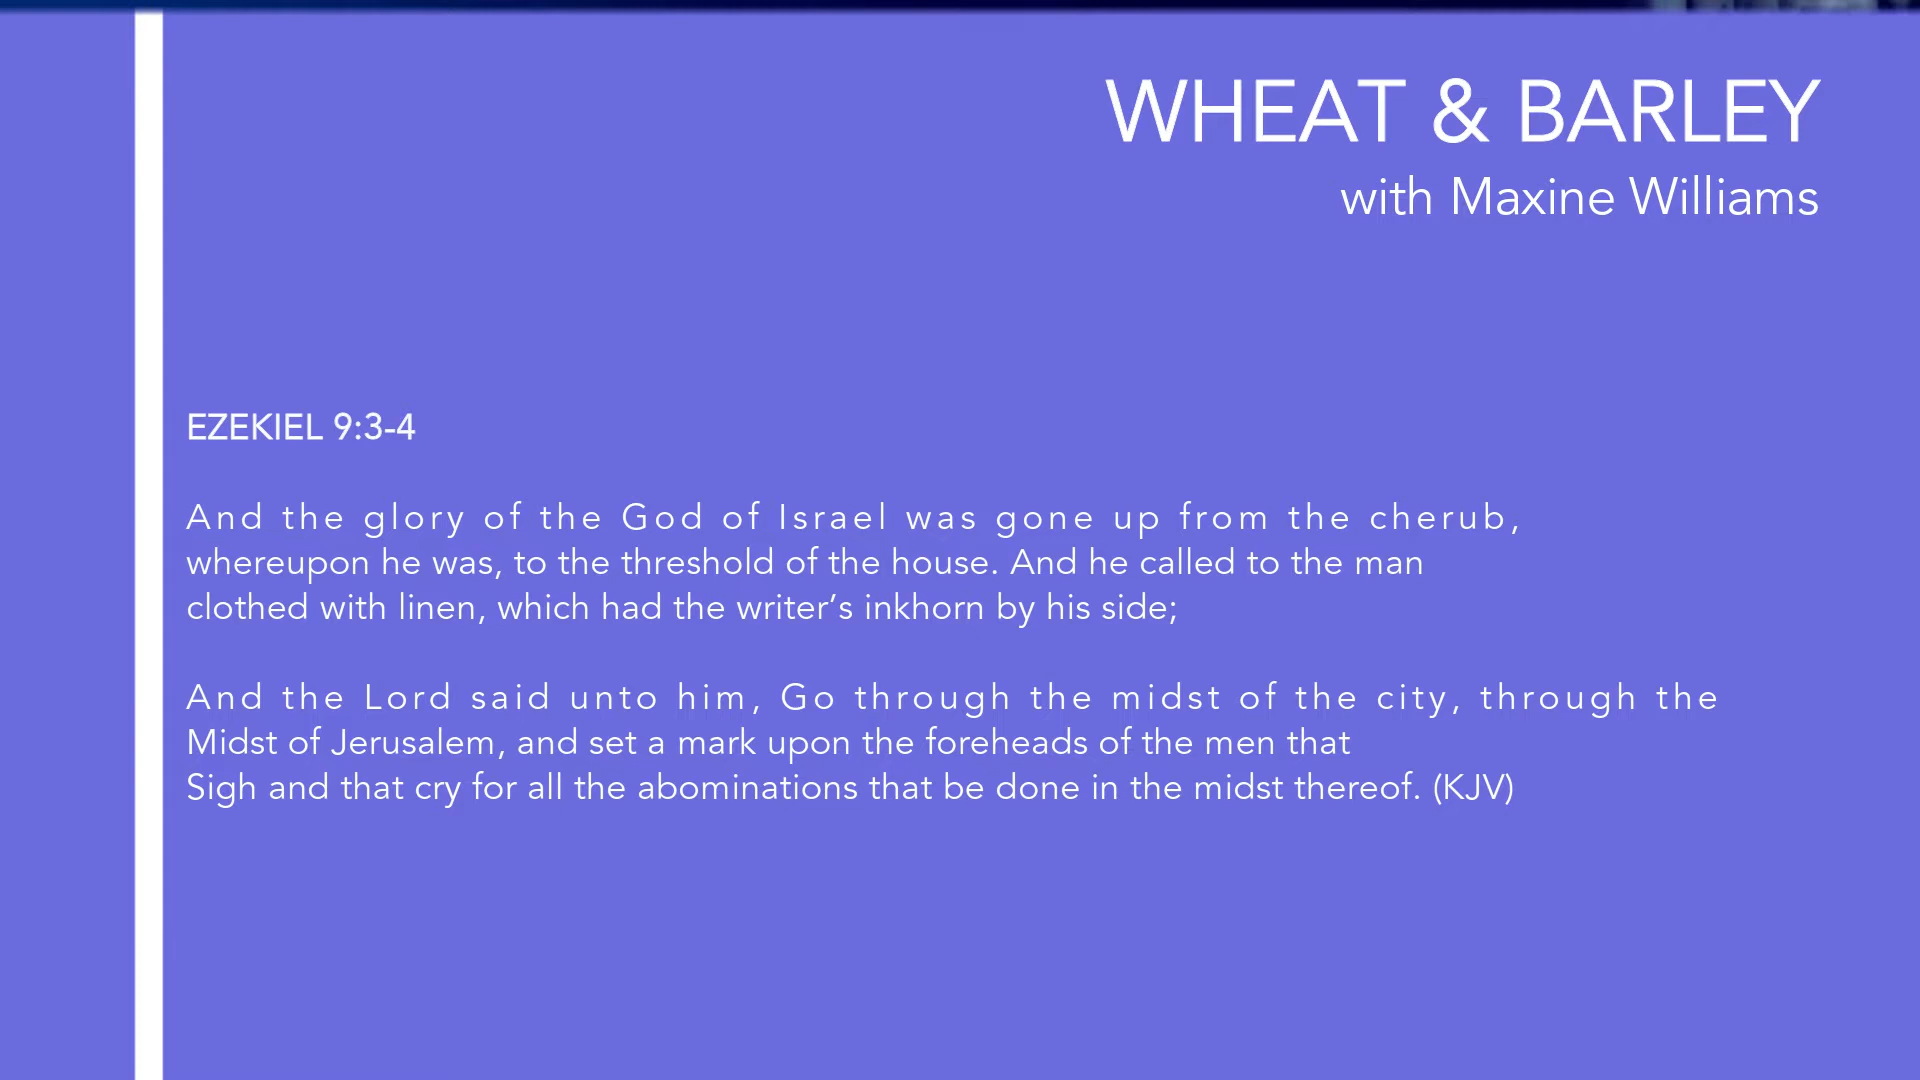 WHEAT & BARLEY
with Maxine Williams
EZEKIEL 9:3-4
And the glory of the God of Israel was gone up from the cherub,
whereupon he was, to the threshold of the house. And he called to the man
clothed with linen, which had the writer’s inkhorn by his side;
And the Lord said unto him, Go through the midst of the city, through the
Midst of Jerusalem, and set a mark upon the foreheads of the men that
Sigh and that cry for all the abominations that be done in the midst thereof. (KJV)